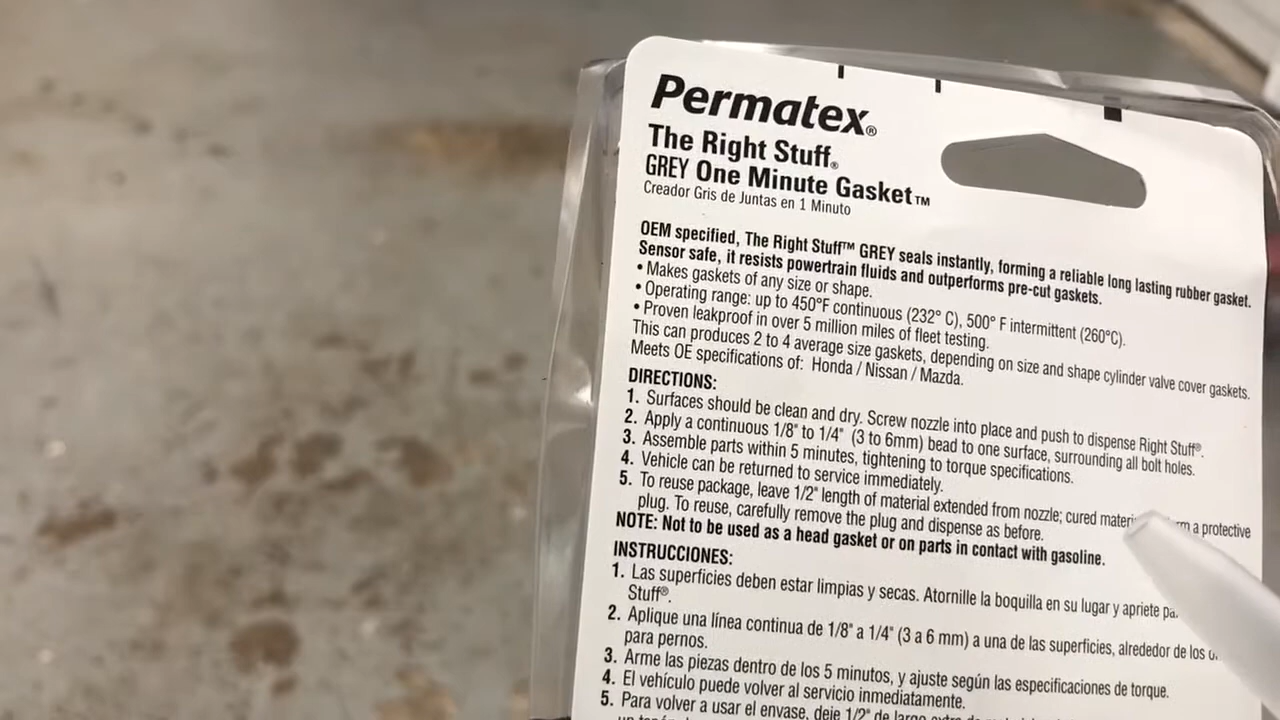 Permatex®
The Right Stuff®
GREY One Minute Gasket™
Creador Gris de Juntas en 1 Minuto
OEM specified, The Right Stuff™ GREY seals instantly, forming a reliable long lasting rubber gasket.
Sensor safe, it resists powertrain fluids and outperforms pre-cut gaskets.
• Makes gaskets of any size or shape.
• Operating range: up to 450°F continuous (232° C), 500° F intermittent (260°C).
• Proven leakproof in over 5 million miles of fleet testing.
This can produces 2 to 4 average size gaskets, depending on size and shape cylinder valve cover gaskets.
Meets OE specifications of: Honda / Nissan / Mazda.
DIRECTIONS:
1. Surfaces should be clean and dry. Screw nozzle into place and push to dispense Right Stuff®.
2. Apply a continuous 1/8" to 1/4" (3 to 6mm) bead to one surface, surrounding all bolt holes.
3. Assemble parts within 5 minutes, tightening to torque specifications.
4. Vehicle can be returned to service immediately.
5. To reuse package, leave 1/2" length of material extended from nozzle; cured a protective
plug. To reuse, carefully remove the plug and dispense as before.
NOTE: Not to be used as a head gasket or on parts in contact with gasoline.
INSTRUCCIONES:
1. Las superficies deben estar limpias y secas. Atornille la boquilla en su lugar y apriete
Stuff®.
2. Aplique una línea continua de 1/8" a 1/4" (3 a 6 mm) a una de las superficies, alrededor de los
para pernos.
3. Arme las piezas dentro de los 5 minutos, y ajuste según las especificaciones de torque.
4. El vehículo puede volver al servicio inmediatamente.
5. Para volver a usar el envase, deje 1/2" de largo